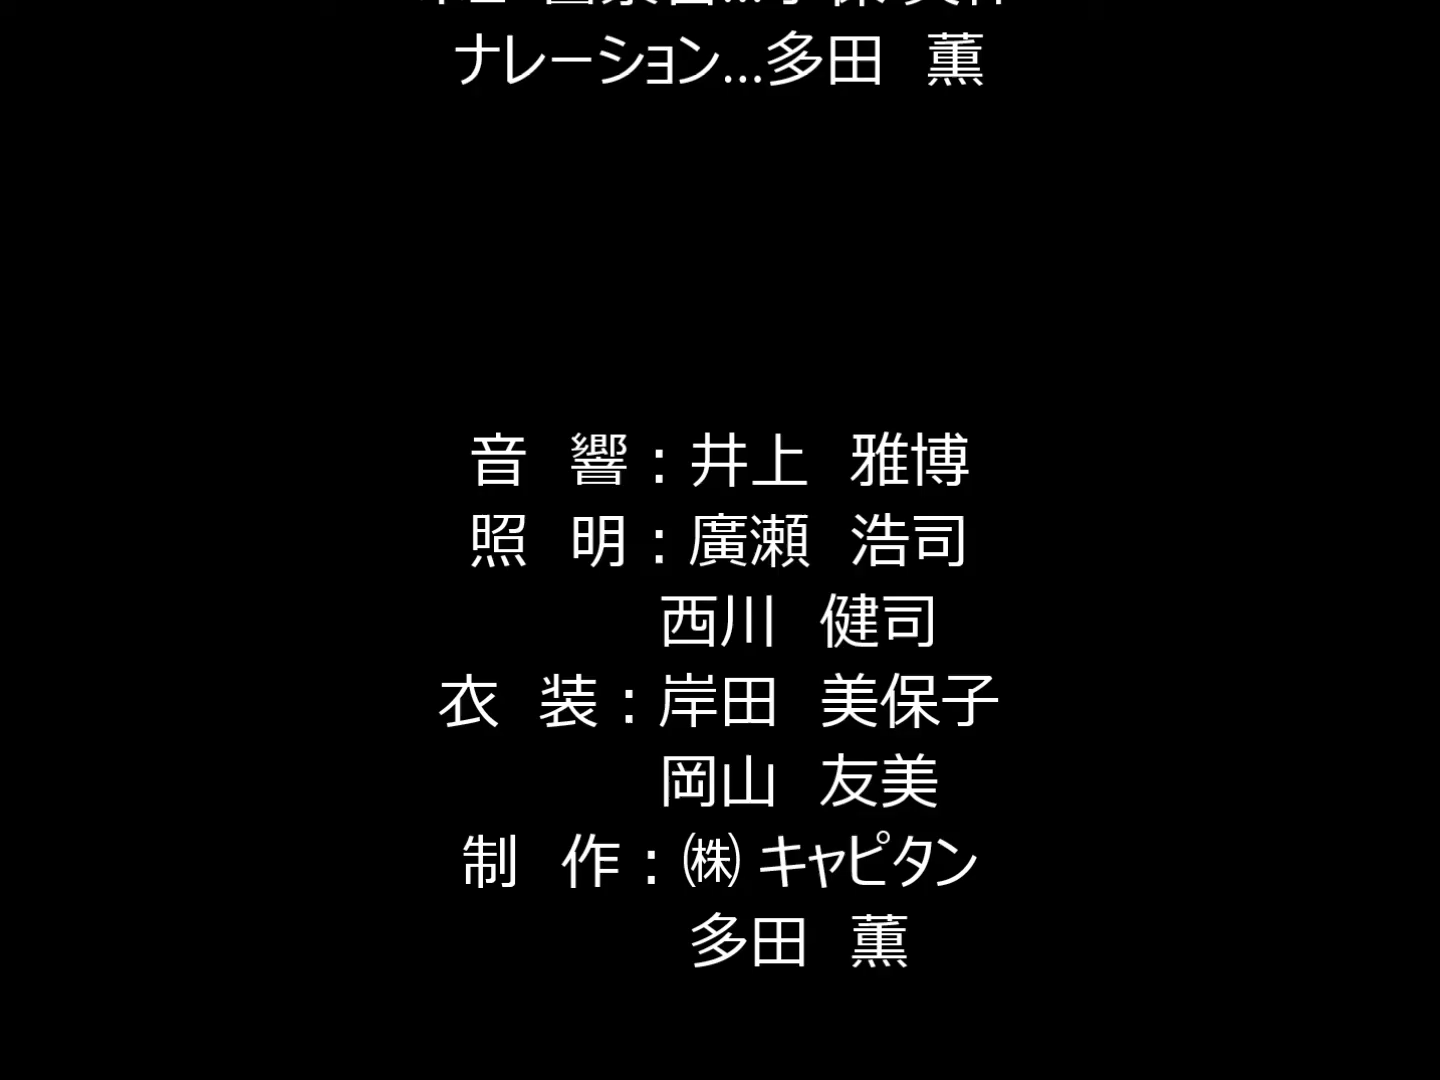 ナレーション…多田　薫
音　響：井上　雅博
照　明：廣瀬　浩司
西川　健司
衣　装：岸田　美保子
岡山　友美
制　作：㈱ キャピタン
多田　薫